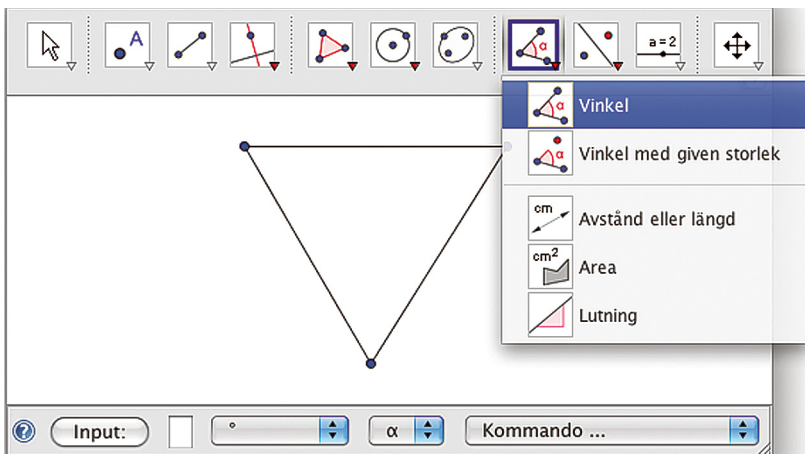 A
α
a=2
α
Vinkel
α
Vinkel med given storlek
cm
Avstånd eller längd
cm²
Area
Lutning
?
Input:
°
α
Kommando ...